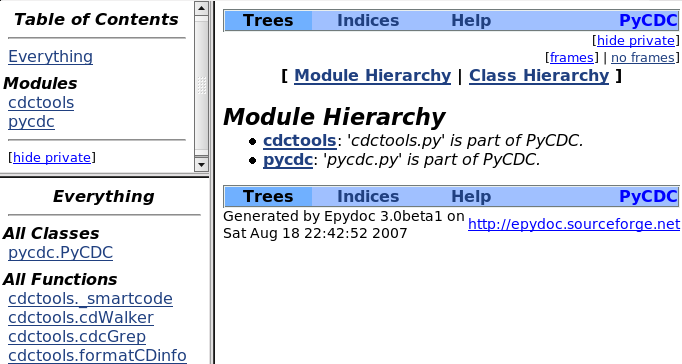 Table of Contents
Everything
Modules
cdctools
pycdc
[hide private]
Everything
All Classes
pycdc.PyCDC
All Functions
cdctools._smartcode
cdctools.cdWalker
cdctools.cdcGrep
cdctools.formatCDinfo
Trees Indices Help PyCDC
[hide private]
[frames] | no frames]
[ Module Hierarchy | Class Hierarchy ]
Module Hierarchy
cdctools: 'cdctools.py' is part of PyCDC.
pycdc: 'pycdc.py' is part of PyCDC.
Trees Indices Help PyCDC
Generated by Epydoc 3.0beta1 on
Sat Aug 18 22:42:52 2007
http://epydoc.sourceforge.net